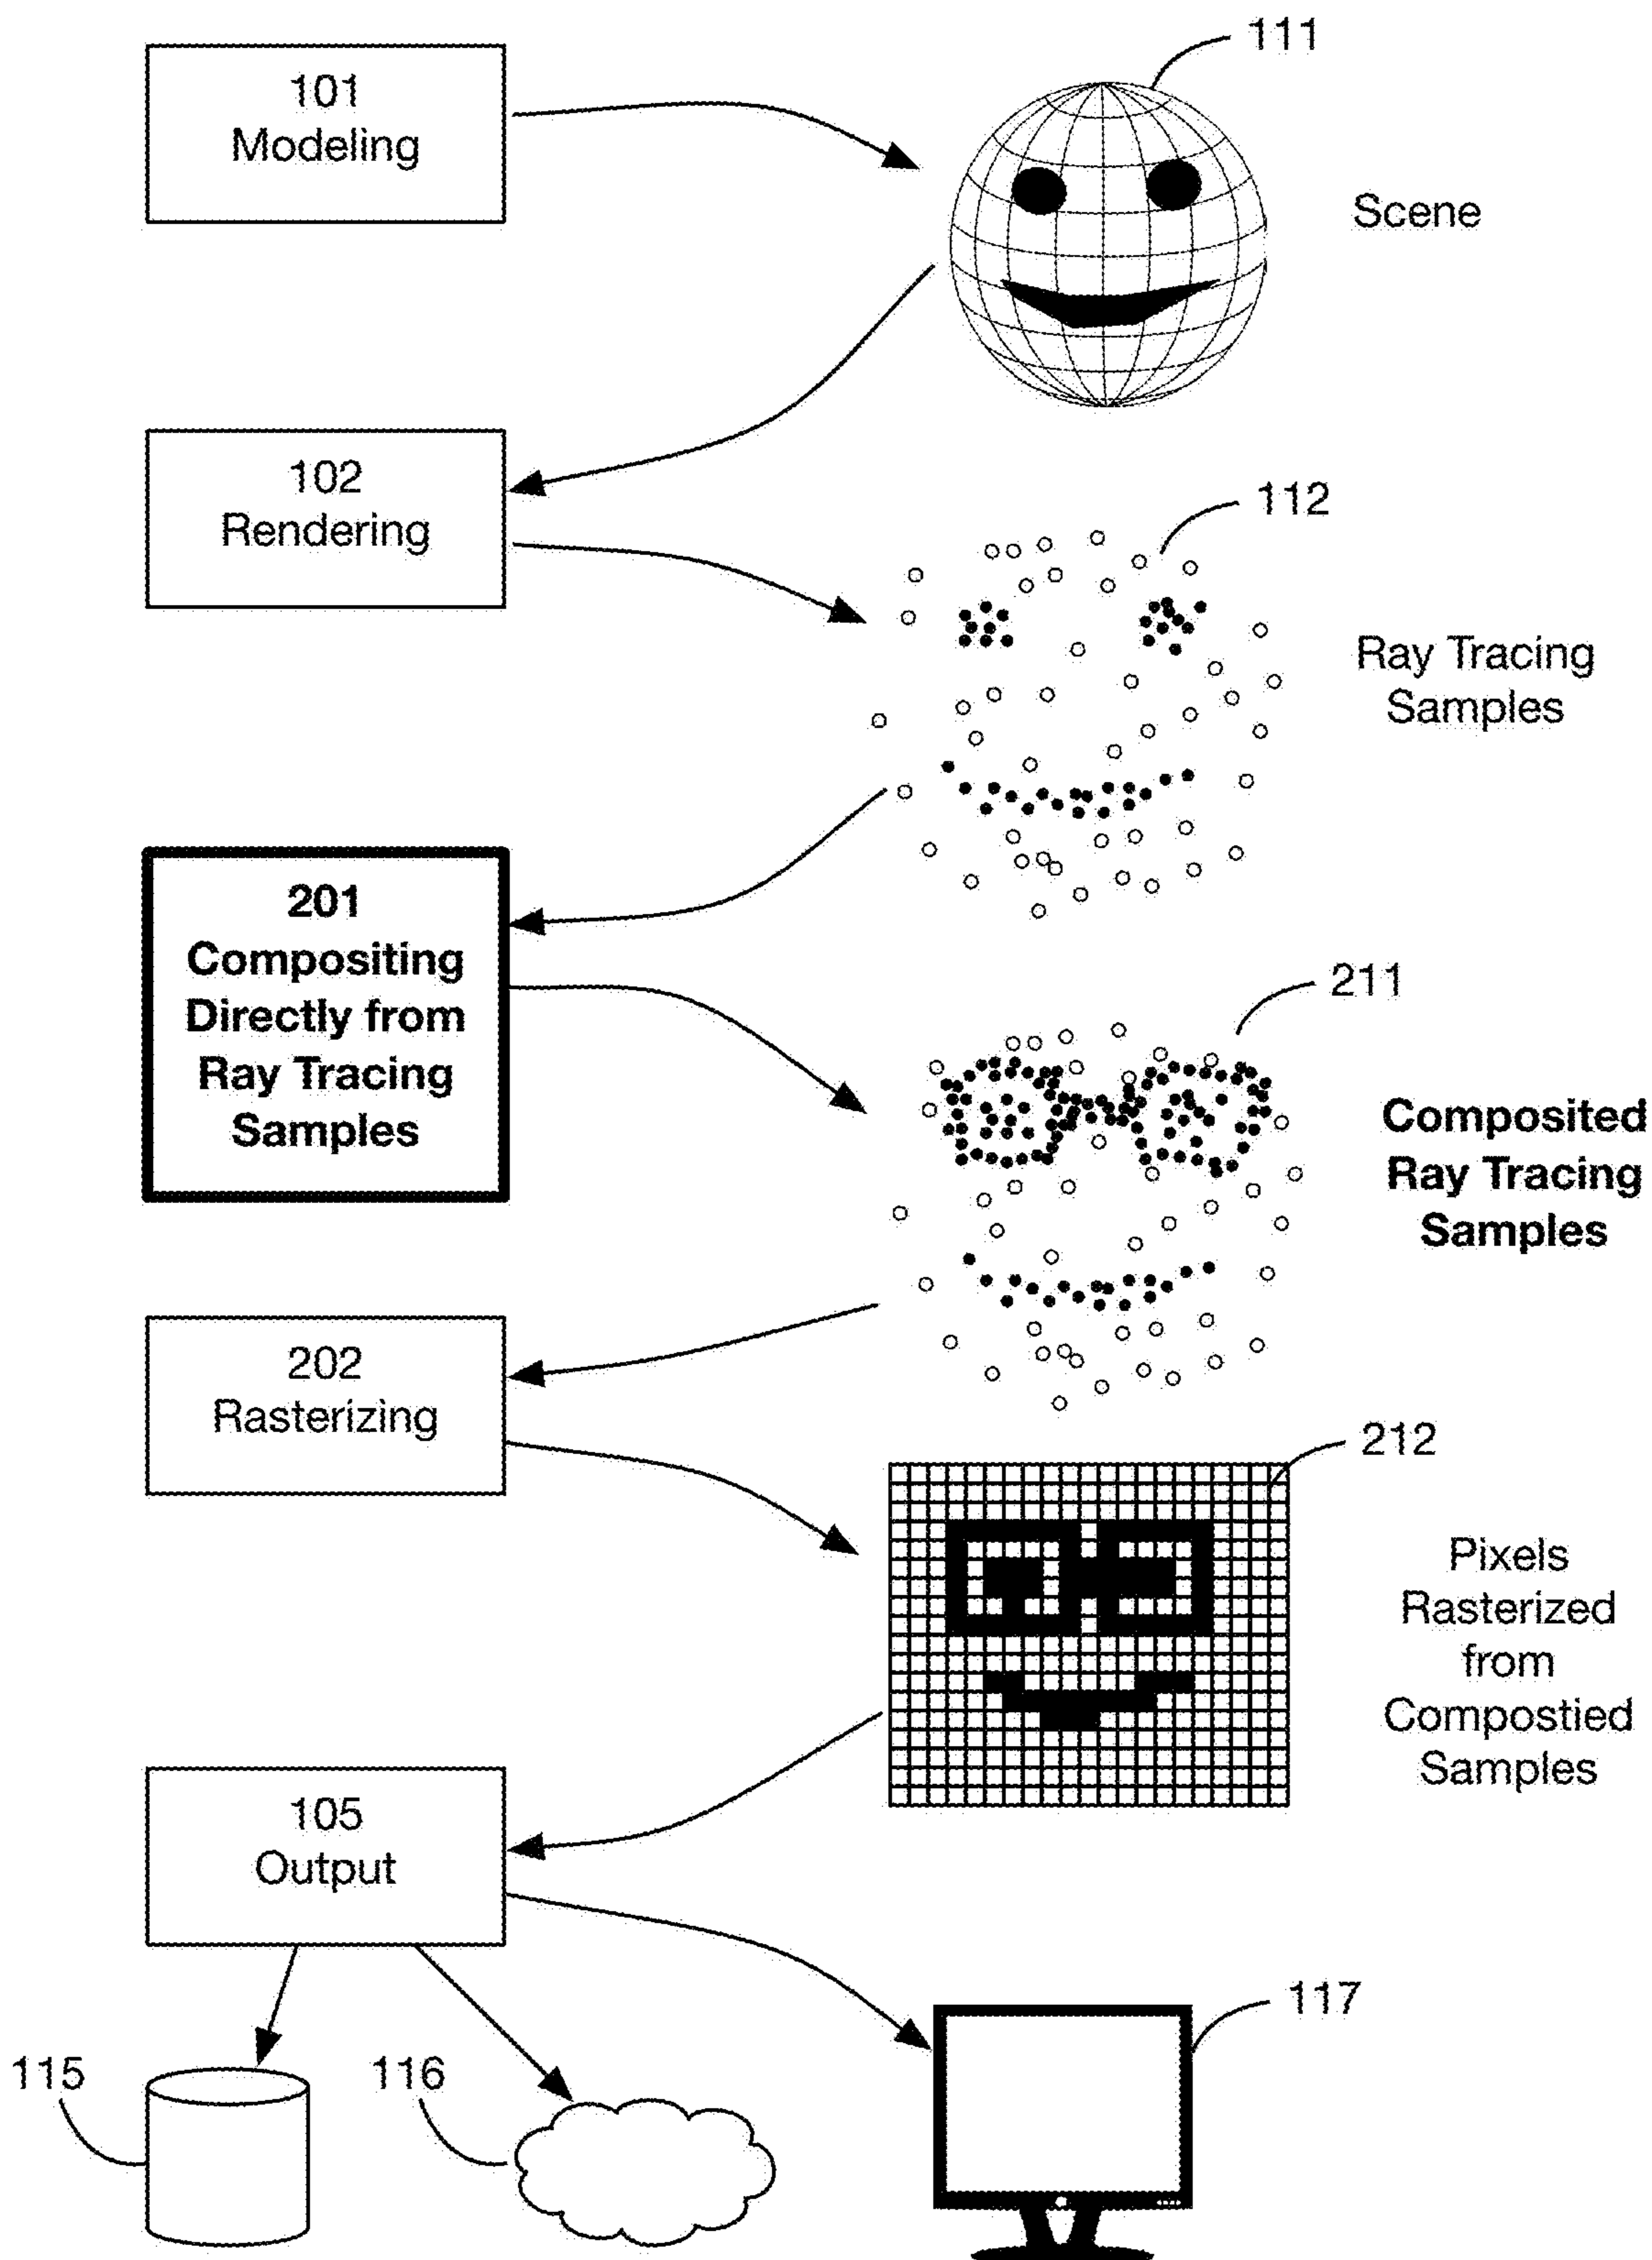 111
101
Modeling
Scene
102
Rendering
112
Ray Tracing
Samples
201
Compositing
Directly from
Ray Tracing
Samples
211
Composited
Ray Tracing
Samples
202
Rasterizing
212
Pixels
Rasterized
from
Compostied
Samples
105
Output
117
115
116